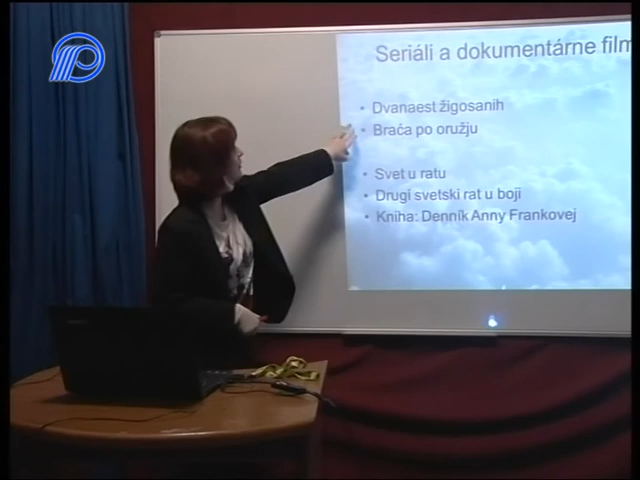 Seriáli a dokumentárne film
• Dvanaest žigosanih
• Braća po oružju
• Svet u ratu
• Drugi svetski rat u boji
• Kniha: Denník Anny Frankovej